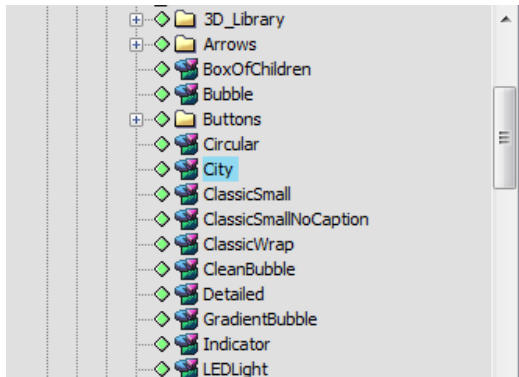 3D_Library
Arrows
BoxOfChildren
Bubble
Buttons
Circular
City
ClassicSmall
ClassicSmallNoCaption
ClassicWrap
CleanBubble
Detailed
GradientBubble
Indicator
LEDLight